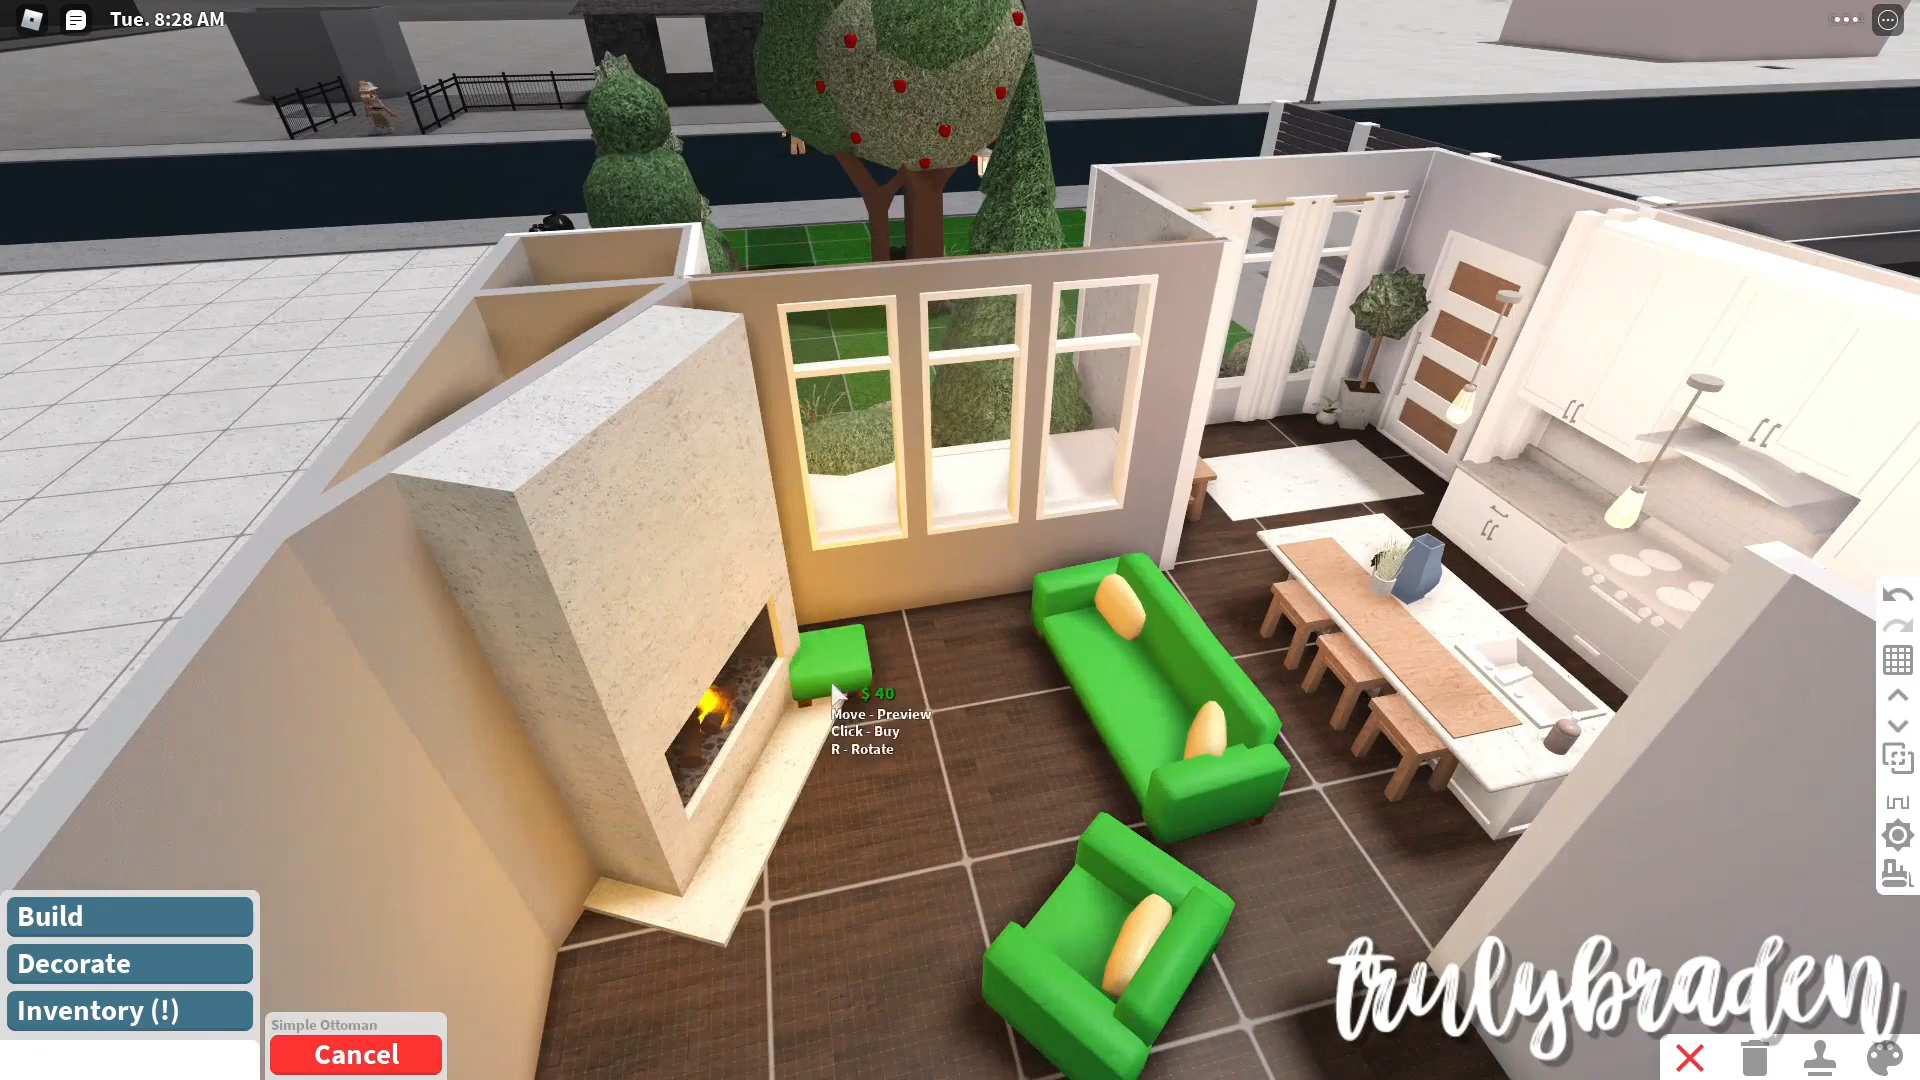 Tue. 8:28 AM
$ 40
Move - Preview
Click - Buy
R - Rotate
Build
Decorate
Inventory (!)
Simple Ottoman
Cancel
trulybraden